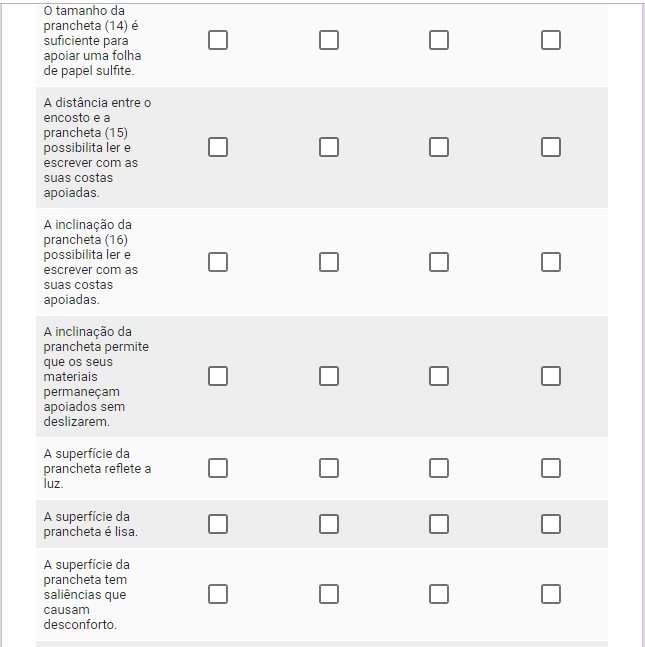 O tamanho da
prancheta (14) é
suficiente para
apoiar uma folha
de papel sulfite.
A distância entre o
encosto e a
prancheta (15)
possibilita ler e
escrever com as
suas costas
apoiadas.
A inclinação da
prancheta (16)
possibilita ler e
escrever com as
suas costas
apoiadas.
A inclinação da
prancheta permite
que os seus
materiais
permaneçam
apoiados sem
deslizarem.
A superfície da
prancheta reflete a
luz.
A superfície da
prancheta é lisa.
A superfície da
prancheta tem
saliências que
causam
desconforto.